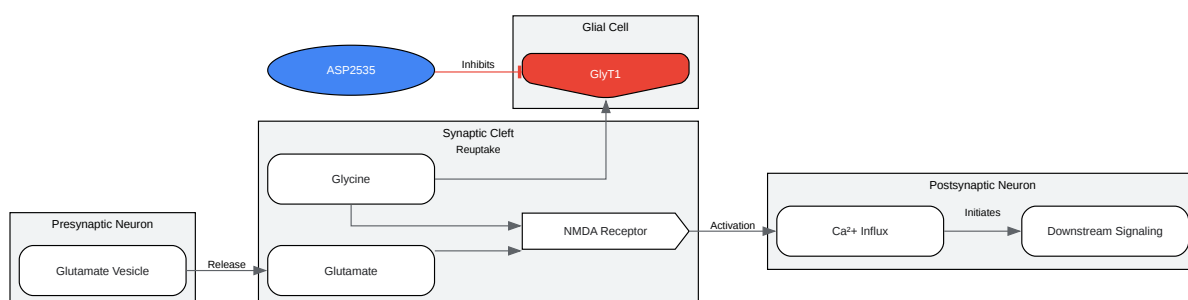 Glial Cell
ASP2535
Inhibits
GlyT1
Synaptic Cleft
Reuptake
Glycine
NMDA Receptor
Glutamate
Presynaptic Neuron
Glutamate Vesicle
Release
Activation
Postsynaptic Neuron
Ca²+ Influx
Initiates
Downstream Signaling